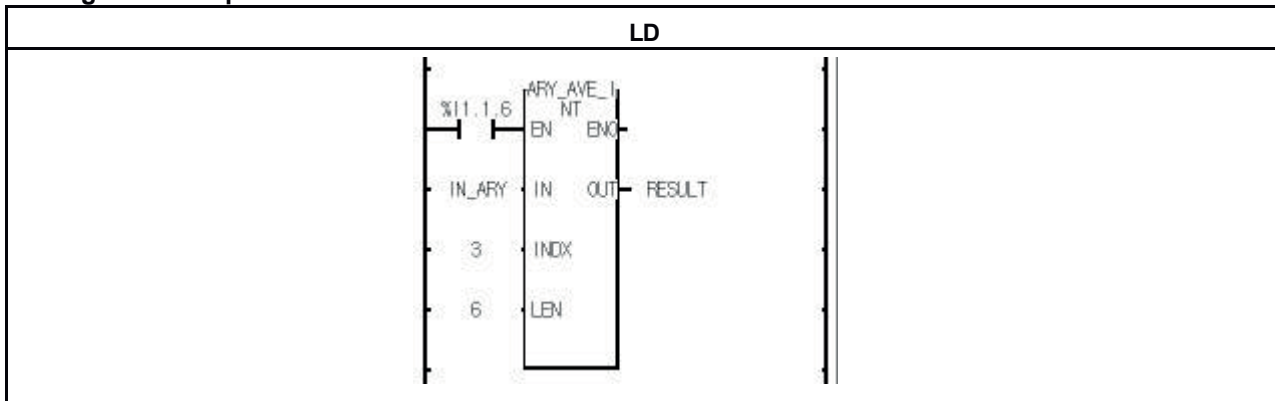 LD
ARY_AVE_I
NT
%I1.1.6
EN ENO
IN_ARY IN OUT RESULT
3 INDX
6 LEN